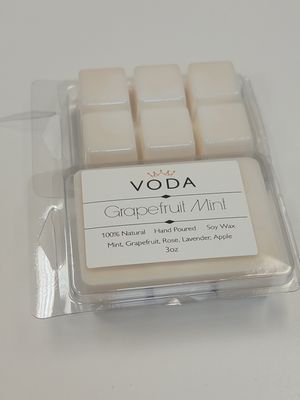 VODA
Grapefruit Mint
100% Natural Hand Poured Soy Wax
Mint, Grapefruit, Rose, Lavender, Apple
3oz